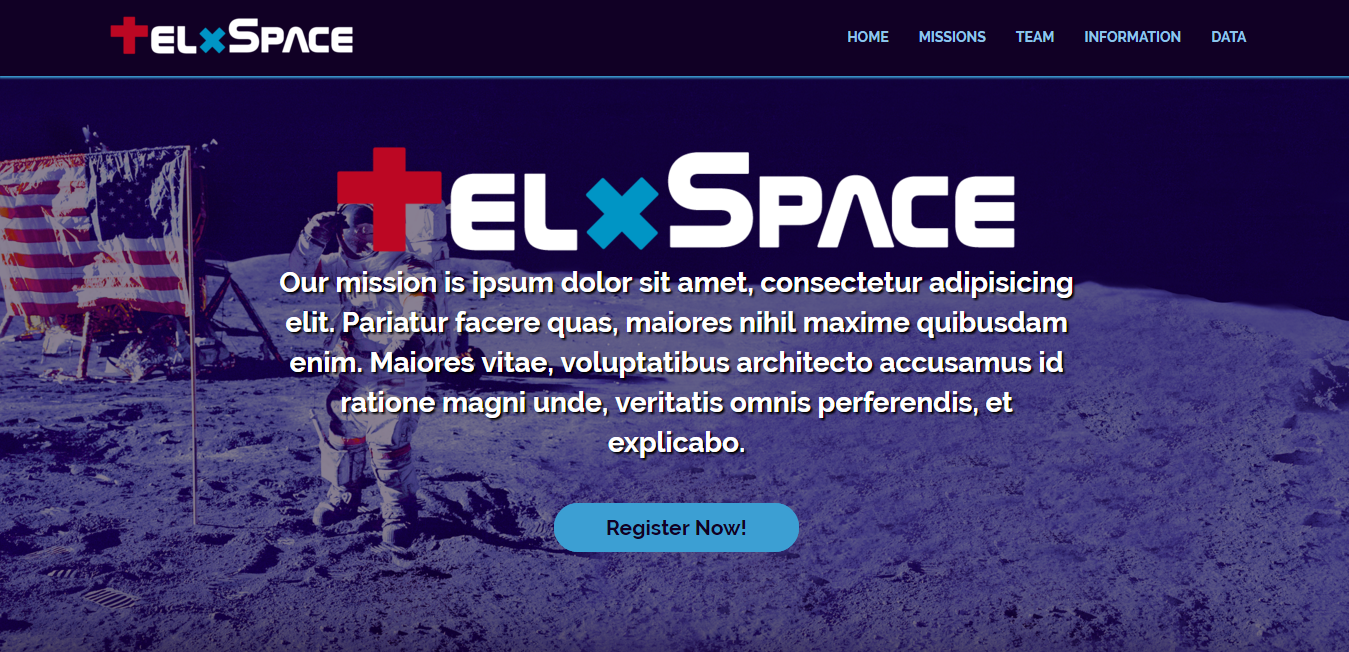 TELXSPACE
HOME MISSIONS TEAM INFORMATION DATA
TELXSPACE
Our mission is ipsum dolor sit amet, consectetur adipisicing
elit. Pariatur facere quas, maiores nihil maxime quibusdam
enim. Maiores vitae, voluptatibus architecto accusamus id
ratione magni unde, veritatis omnis perferendis, et
explicabo.
Register Now!